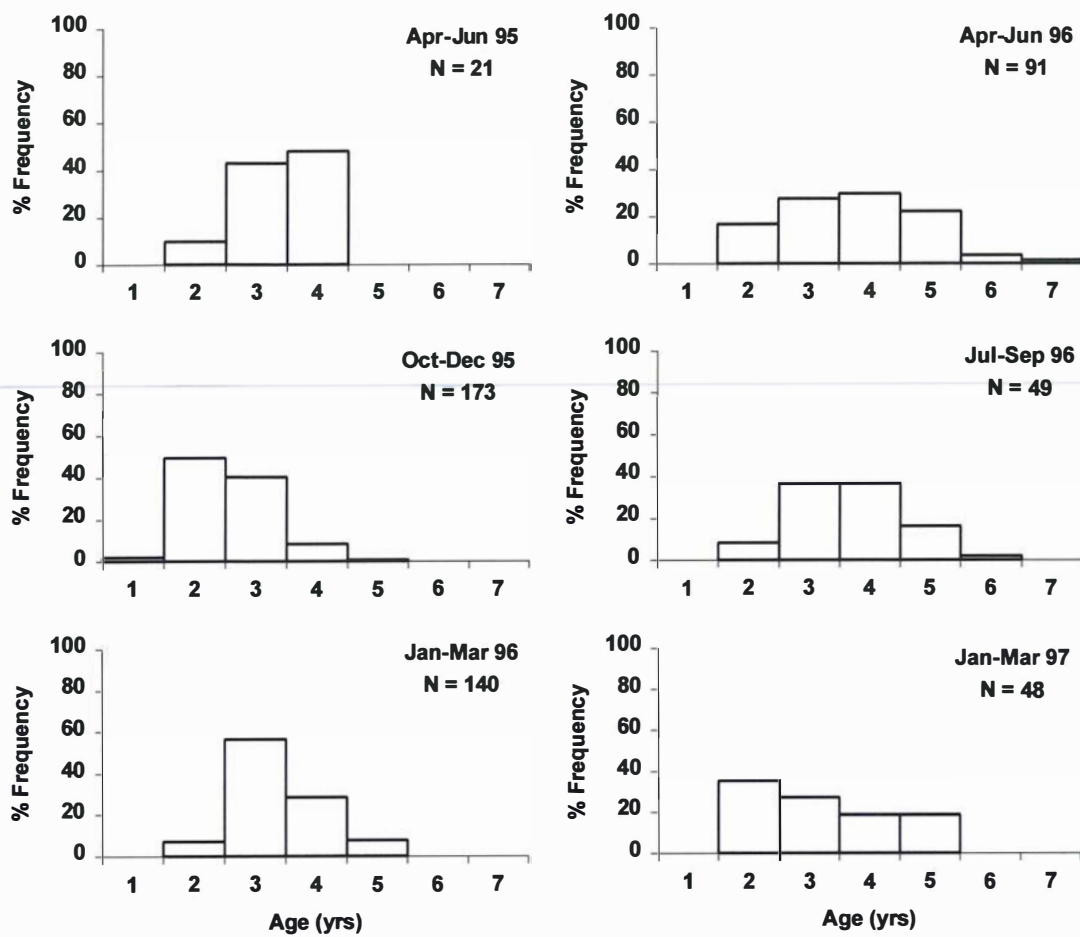 Apr-Jun 95
N = 21
% Frequency
100
80
60
40
20
0
1 2 3 4 5 6 7
Apr-Jun 96
N = 91
% Frequency
100
80
60
40
20
0
1 2 3 4 5 6 7
Oct-Dec 95
N = 173
% Frequency
100
80
60
40
20
0
1 2 3 4 5 6 7
Jul-Sep 96
N = 49
% Frequency
100
80
60
40
20
0
1 2 3 4 5 6 7
Jan-Mar 96
N = 140
% Frequency
100
80
60
40
20
0
1 2 3 4 5 6 7
Age (yrs)
Jan-Mar 97
N = 48
% Frequency
100
80
60
40
20
0
1 2 3 4 5 6 7
Age (yrs)